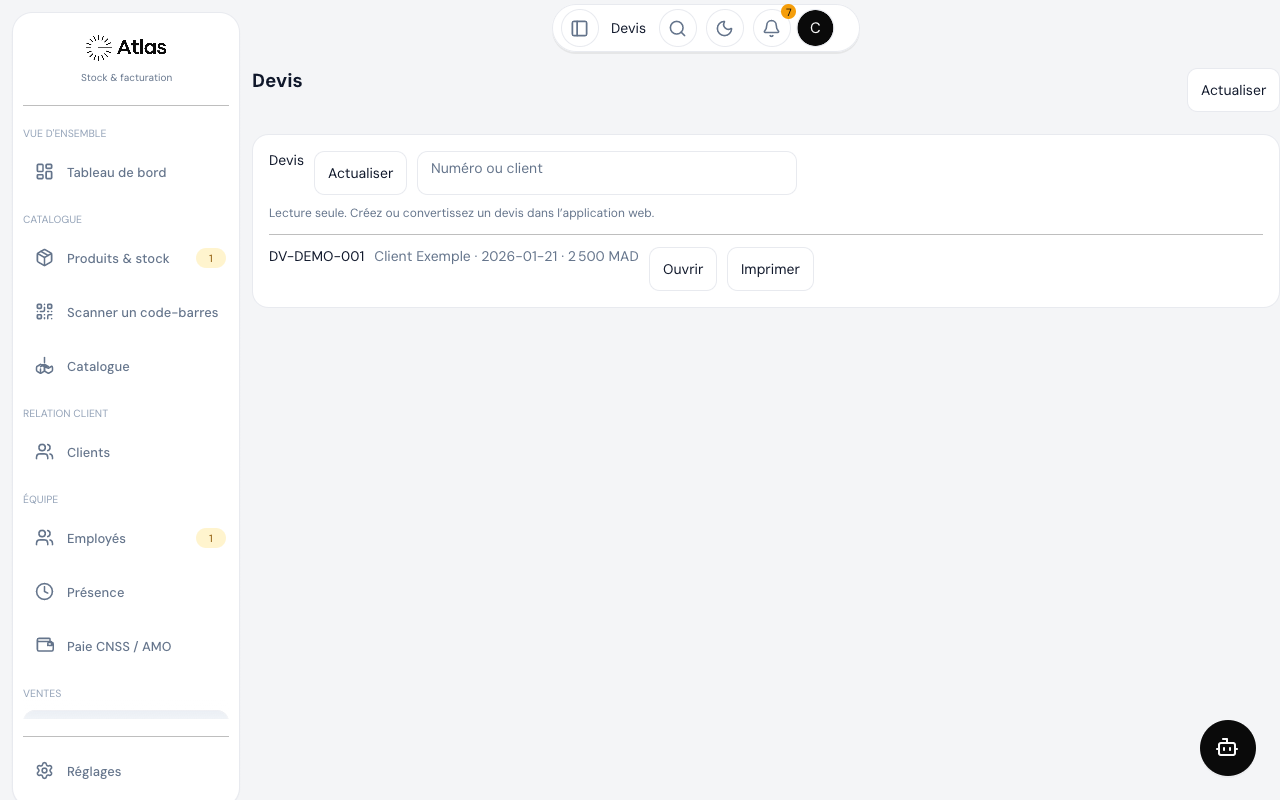 Atlas
Stock & facturation
VUE D'ENSEMBLE
Tableau de bord
CATALOGUE
Produits & stock 1
Scanner un code-barres
Catalogue
RELATION CLIENT
Clients
ÉQUIPE
Employés 1
Présence
Paie CNSS / AMO
VENTES
Réglages
Devis 7 C
Devis
Actualiser
Devis Actualiser Numéro ou client
Lecture seule. Créez ou convertissez un devis dans l’application web.
DV-DEMO-001 Client Exemple · 2026-01-21 · 2 500 MAD Ouvrir Imprimer